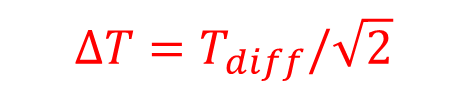 ΔT = T_diff/√2